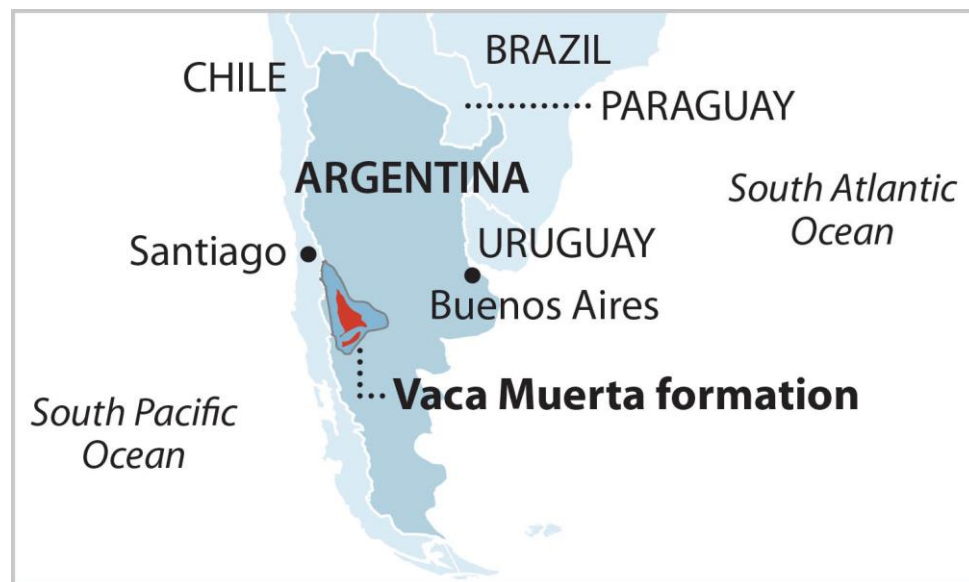 BRAZIL
CHILE
PARAGUAY
ARGENTINA
South Atlantic
Ocean
Santiago
URUGUAY
Buenos Aires
Vaca Muerta formation
South Pacific
Ocean